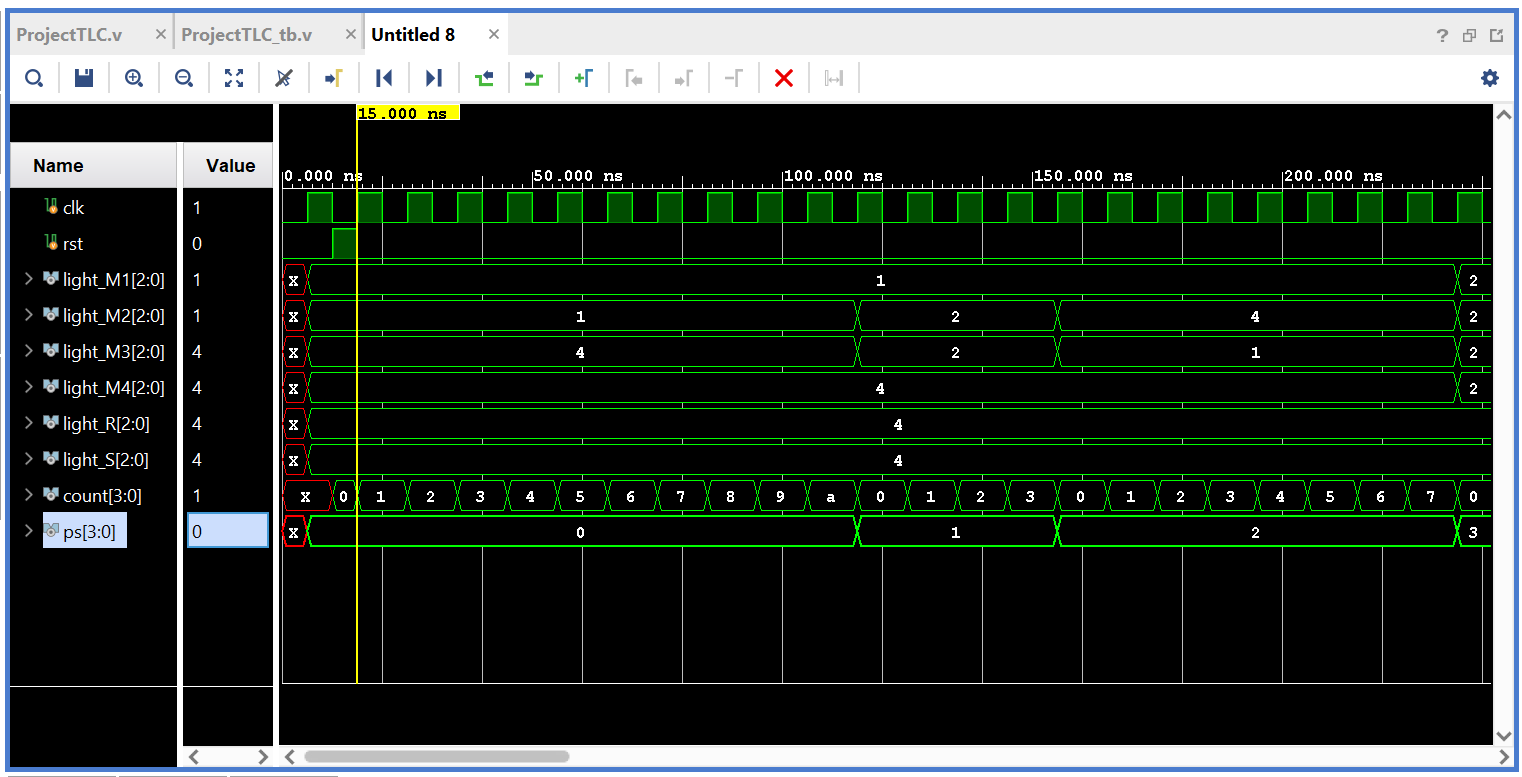 ProjectTLC.v × ProjectTLC_tb.v × Untitled 8 × ?
15.000 ns
Name Value
0.000 ns 50.000 ns 100.000 ns 150.000 ns 200.000 ns
clk 1
rst 0
light_M1[2:0] 1 X 1 2
light_M2[2:0] 1 X 1 2 4 2
light_M3[2:0] 4 X 4 2 1 2
light_M4[2:0] 4 X 4 2
light_R[2:0] 4 X 4
light_S[2:0] 4 X 4
count[3:0] 1 X 0 1 2 3 4 5 6 7 8 9 a 0 1 2 3 0 1 2 3 4 5 6 7 0
ps[3:0] 0 X 0 1 2 3